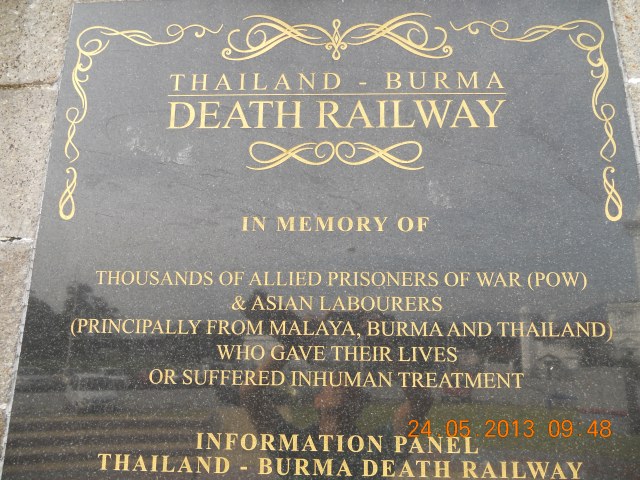 THAILAND - BURMA
DEATH RAILWAY
IN MEMORY OF
THOUSANDS OF ALLIED PRISONERS OF WAR (POW)
& ASIAN LABOURERS
(PRINCIPALLY FROM MALAYA, BURMA AND THAILAND)
WHO GAVE THEIR LIVES
OR SUFFERED INHUMAN TREATMENT
24.05.2013 09.48
INFORMATION PANEL
THAILAND - BURMA DEATH RAILWAY